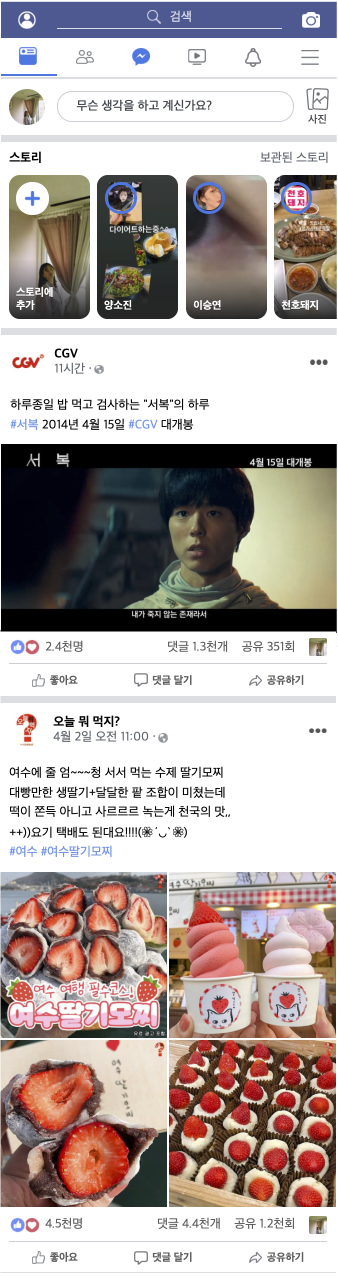 검색
무슨 생각을 하고 계신가요?
사진
스토리
보관된 스토리
스토리에
추가
다이어트하는중ㅎㅎ
양소진
이승연
천호
돼지
천호돼지
CGV
CGV
11시간 ·
하루종일 밥 먹고 검사하는 "서복"의 하루
#서복 2014년 4월 15일 #CGV 대개봉
서 복
4월 15일 대개봉
내가 죽지 않는 존재라서
2.4천명
댓글 1.3천개 공유 351회
좋아요
댓글 달기
공유하기
오늘 뭐 먹지?
4월 2일 오전 11:00 ·
여수에 줄 엄~~~청 서서 먹는 수제 딸기모찌
대빵만한 생딸기+달달한 팥 조합이 미쳤는데
떡이 쫀득 아니고 사르르르 녹는게 천국의 맛,,
++))요기 택배도 된대요!!!!(❀´◡`❀)
#여수 #여수딸기모찌
여수 여행 필수코스!
여수딸기모찌
여수
딸기모찌
4.5천명
댓글 4.4천개 공유 1.2천회
좋아요
댓글 달기
공유하기